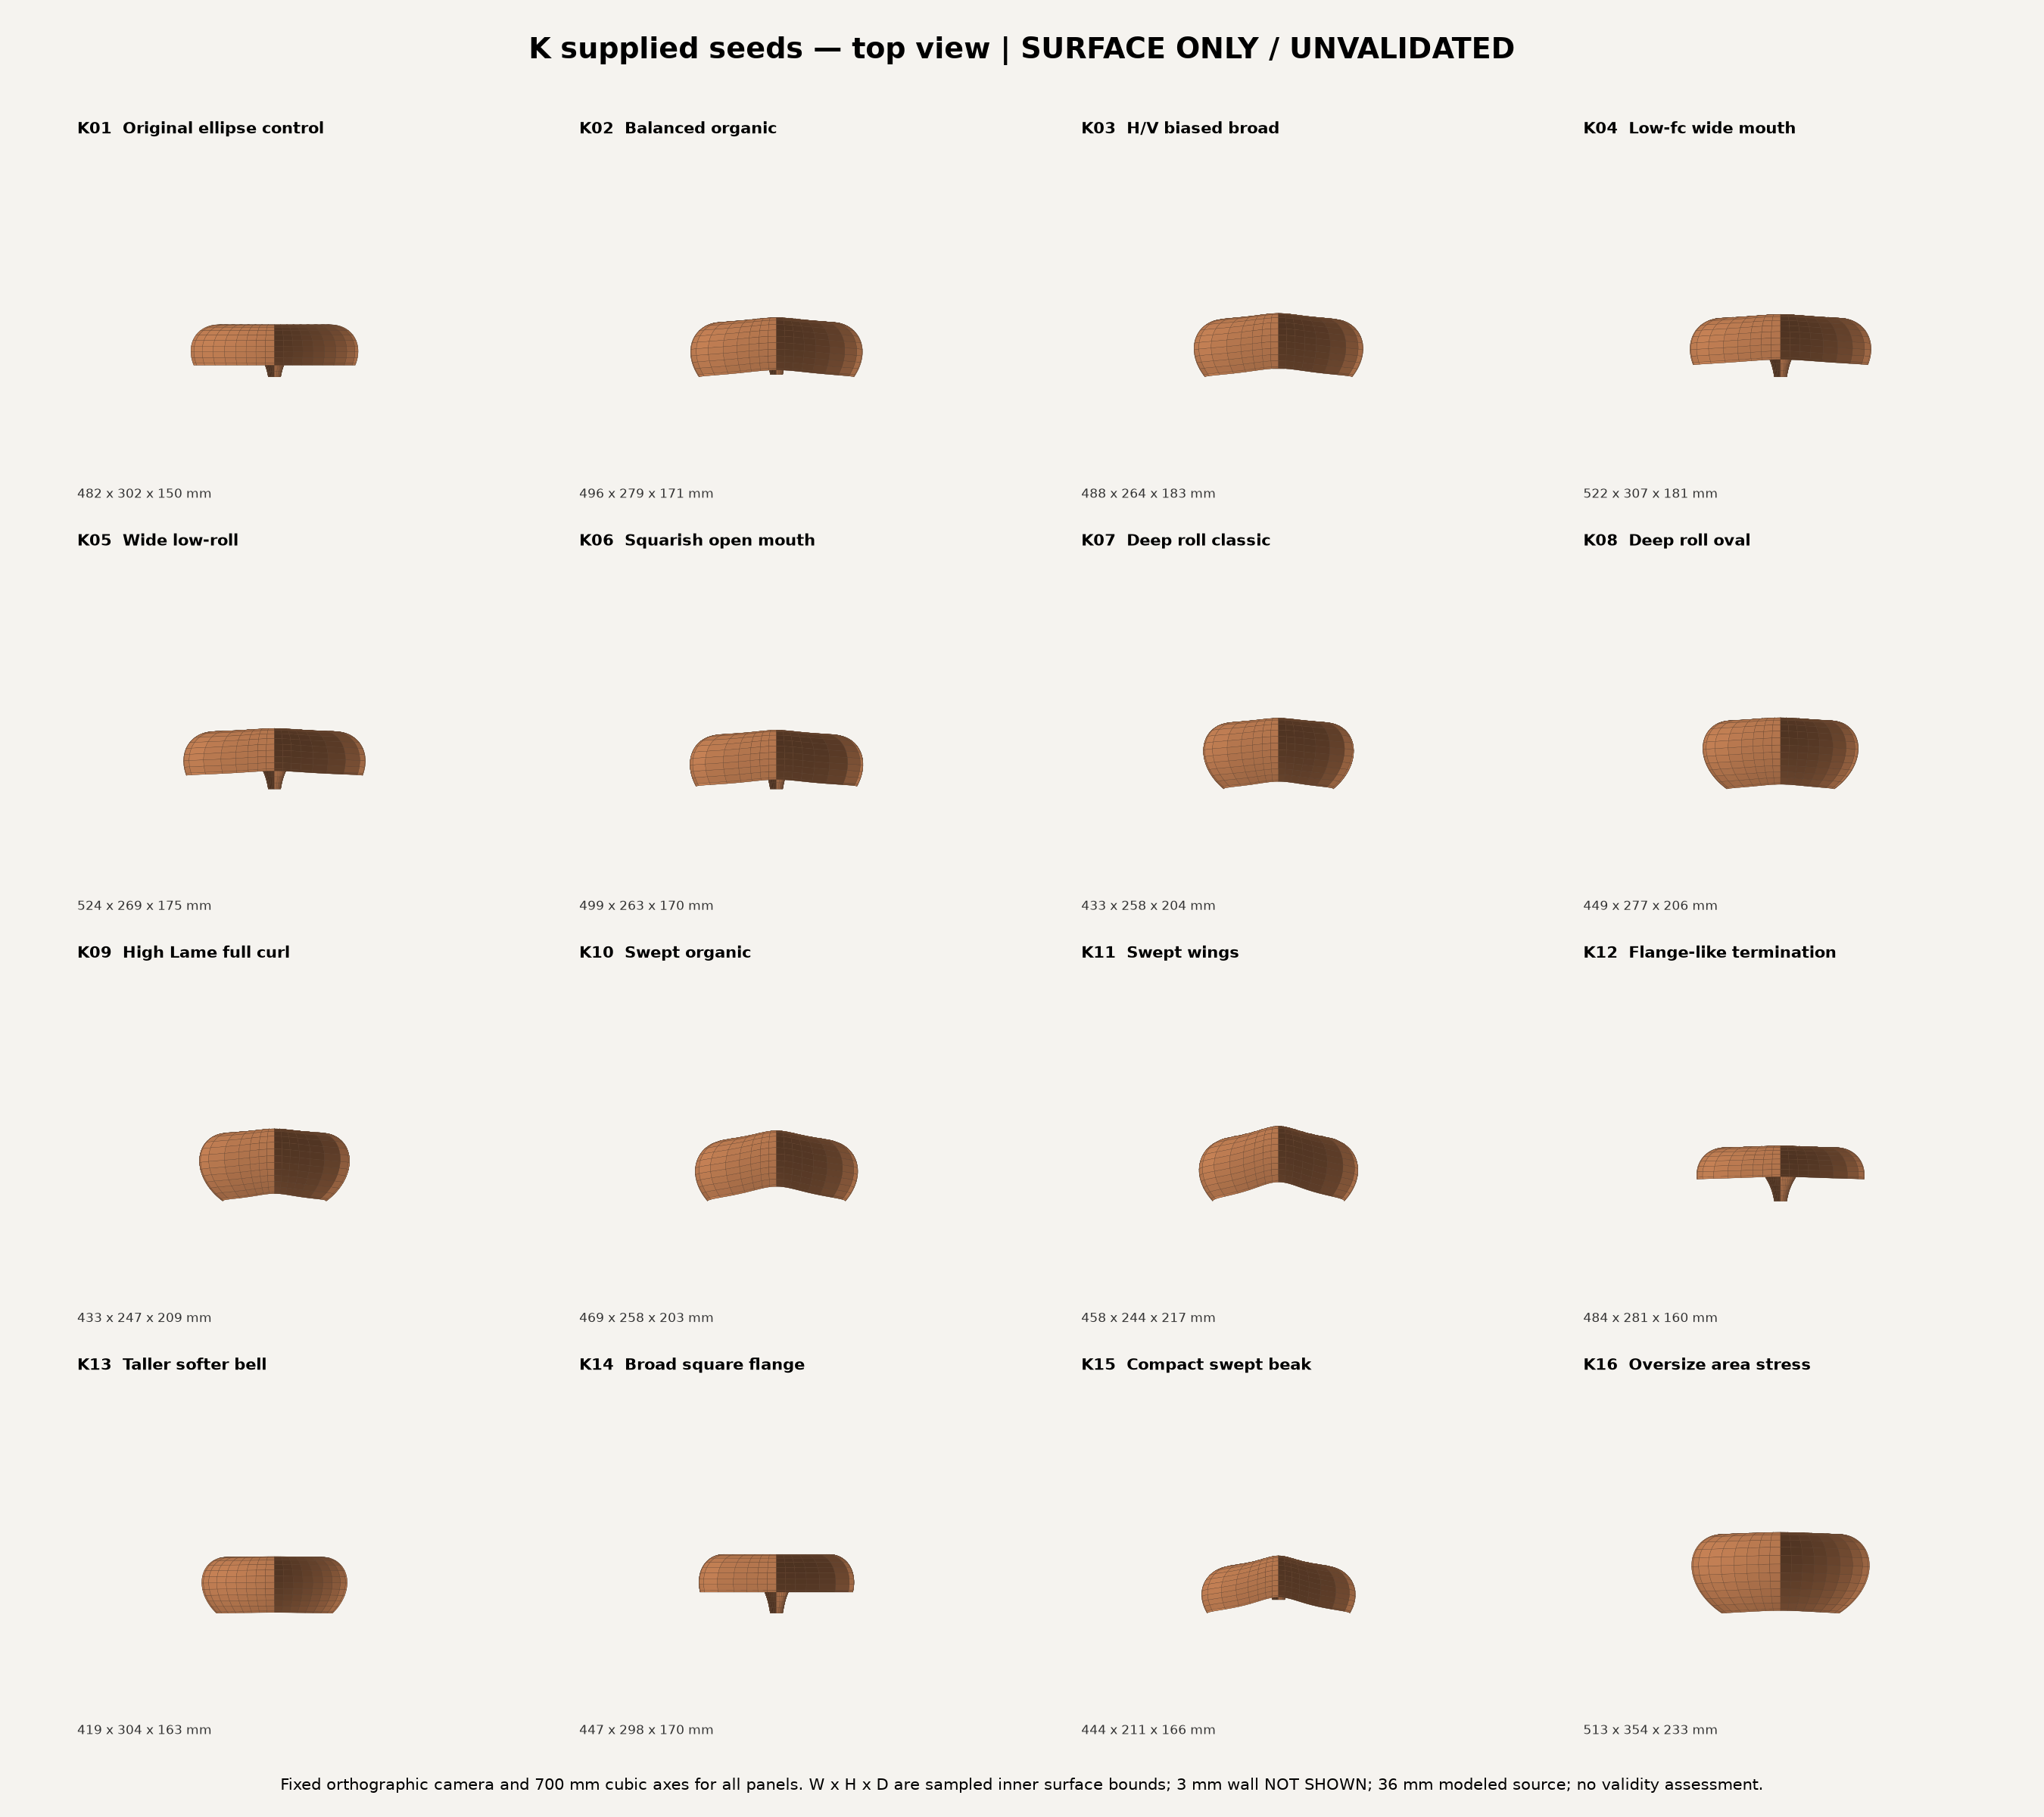 K supplied seeds — top view | SURFACE ONLY / UNVALIDATED
K01  Original ellipse control
K02  Balanced organic
K03  H/V biased broad
K04  Low-fc wide mouth
482 x 302 x 150 mm
496 x 279 x 171 mm
488 x 264 x 183 mm
522 x 307 x 181 mm
K05  Wide low-roll
K06  Squarish open mouth
K07  Deep roll classic
K08  Deep roll oval
524 x 269 x 175 mm
499 x 263 x 170 mm
433 x 258 x 204 mm
449 x 277 x 206 mm
K09  High Lame full curl
K10  Swept organic
K11  Swept wings
K12  Flange-like termination
433 x 247 x 209 mm
469 x 258 x 203 mm
458 x 244 x 217 mm
484 x 281 x 160 mm
K13  Taller softer bell
K14  Broad square flange
K15  Compact swept beak
K16  Oversize area stress
419 x 304 x 163 mm
447 x 298 x 170 mm
444 x 211 x 166 mm
513 x 354 x 233 mm
Fixed orthographic camera and 700 mm cubic axes for all panels. W x H x D are sampled inner surface bounds; 3 mm wall NOT SHOWN; 36 mm modeled source; no validity assessment.